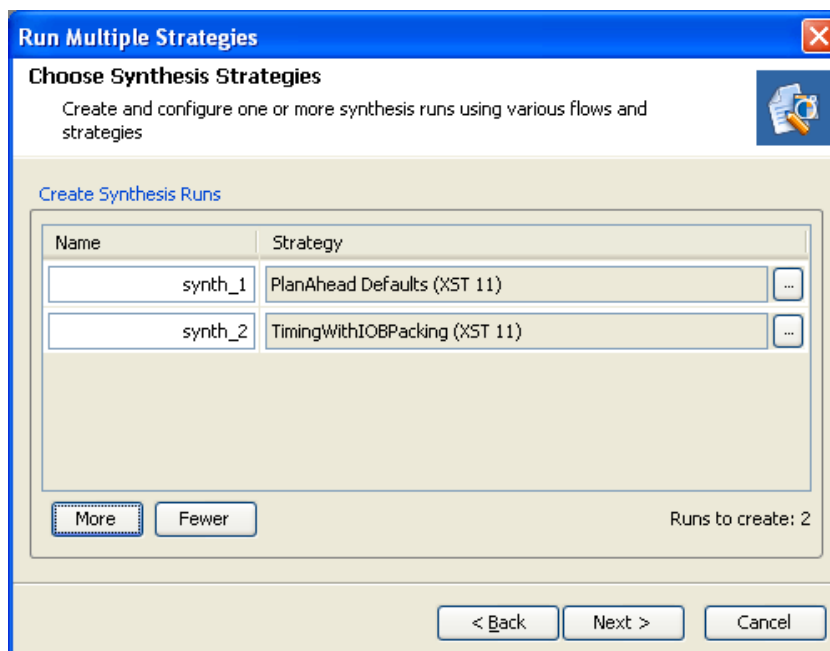 Run Multiple Strategies
Choose Synthesis Strategies
Create and configure one or more synthesis runs using various flows and
strategies
Create Synthesis Runs
Name Strategy
synth_1 PlanAhead Defaults (XST 11) ...
synth_2 TimingWithIOBPacking (XST 11) ...
More Fewer Runs to create: 2
< Back Next > Cancel